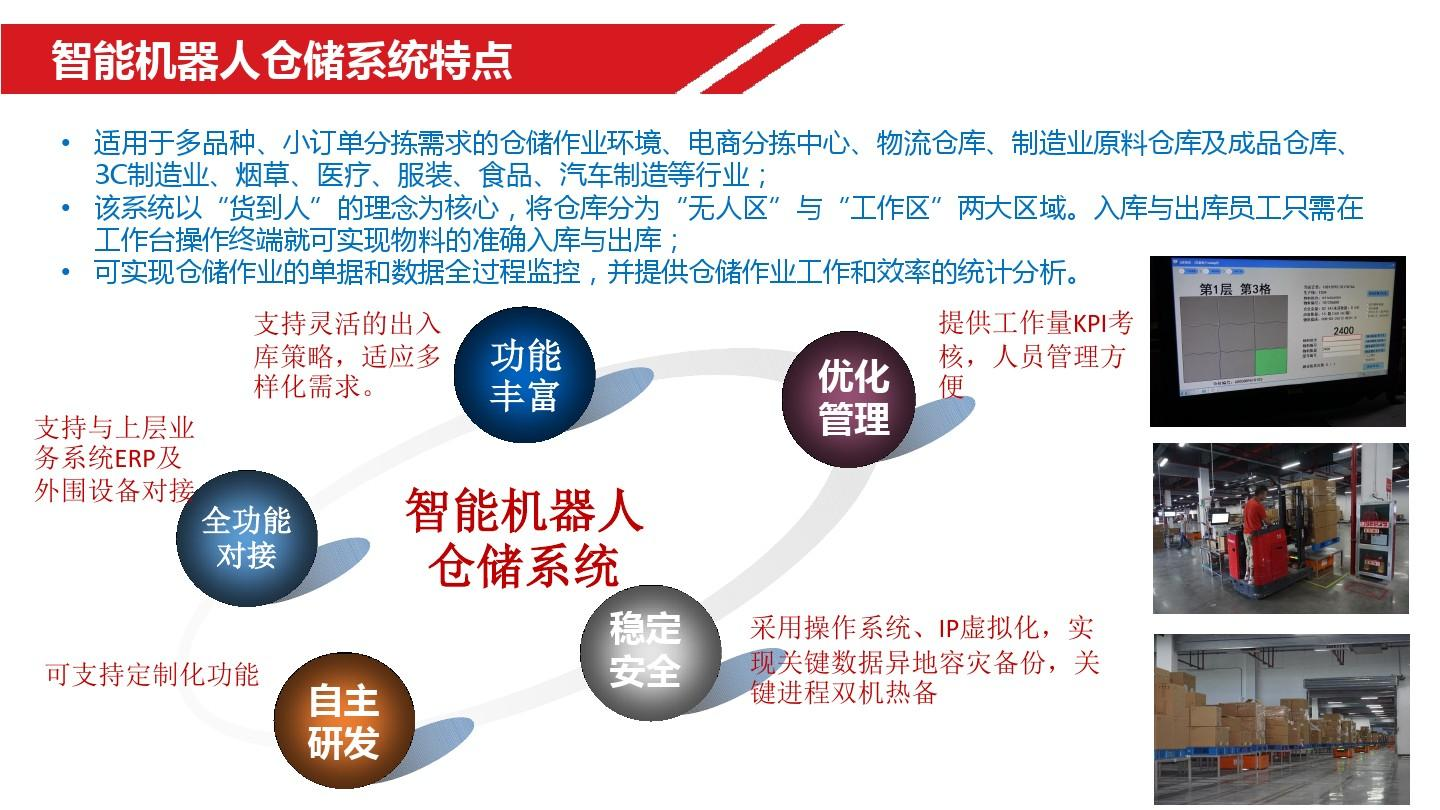 智能机器人仓储系统特点
• 适用于多品种、小订单分拣需求的仓储作业环境、电商分拣中心、物流仓库、制造业原料仓库及成品仓库、
3C制造业、烟草、医疗、服装、食品、汽车制造等行业；
• 该系统以“货到人”的理念为核心，将仓库分为“无人区”与“工作区”两大区域。入库与出库员工只需在
工作台操作终端就可实现物料的准确入库与出库；
• 可实现仓储作业的单据和数据全过程监控，并提供仓储作业工作和效率的统计分析。
支持灵活的出入
库策略，适应多
样化需求。
功能
丰富
优化
管理
提供工作量KPI考
核，人员管理方
便
第1层 第3格
2400
支持与上层业
务系统ERP及
外围设备对接
全功能
对接
智能机器人
仓储系统
稳定
安全
采用操作系统、IP虚拟化，实
现关键数据异地容灾备份，关
键进程双机热备
可支持定制化功能
自主
研发